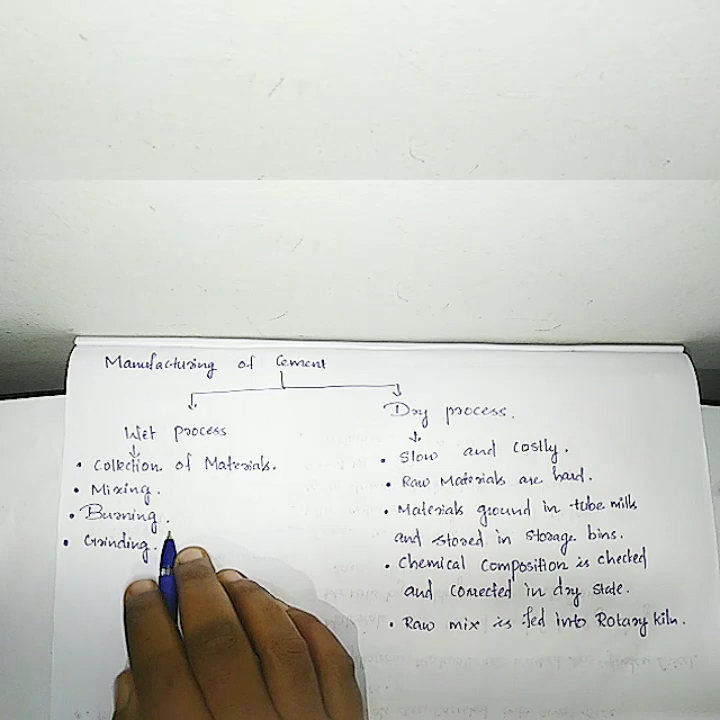 Manufacturing of Cement
Wet process
• Collection of Materials.
• Mixing.
• Burning.
• Grinding.
Dry process.
• Slow and Costly.
• Raw Materials are hard.
• Materials ground in tube mills
and stored in storage bins.
• Chemical Composition is checked
and corrected in dry state.
• Raw mix is fed into Rotary kiln.